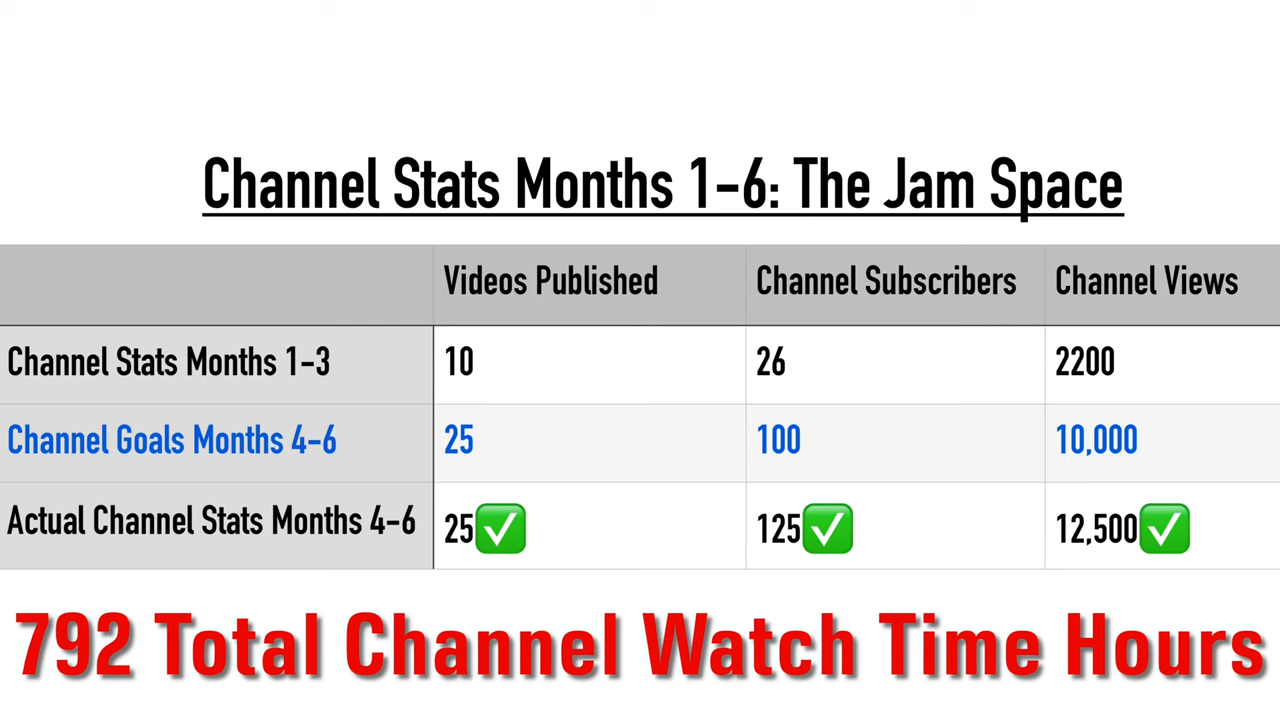 Channel Stats Months 1-6: The Jam Space
Videos Published Channel Subscribers Channel Views
Channel Stats Months 1-3 10 26 2200
Channel Goals Months 4-6 25 100 10,000
Actual Channel Stats Months 4-6 25✅ 125✅ 12,500✅
792 Total Channel Watch Time Hours